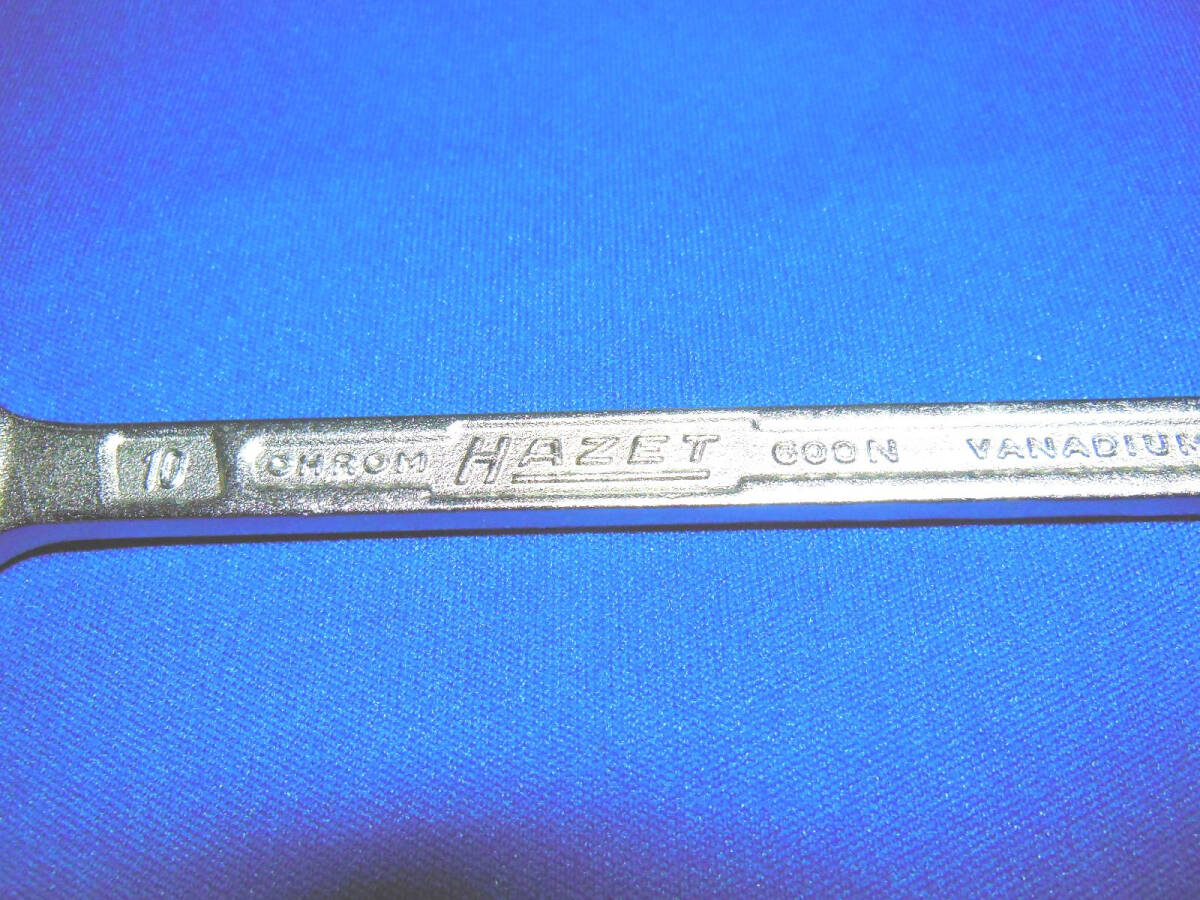 10 CHROM HAZET 600N VANADIUM